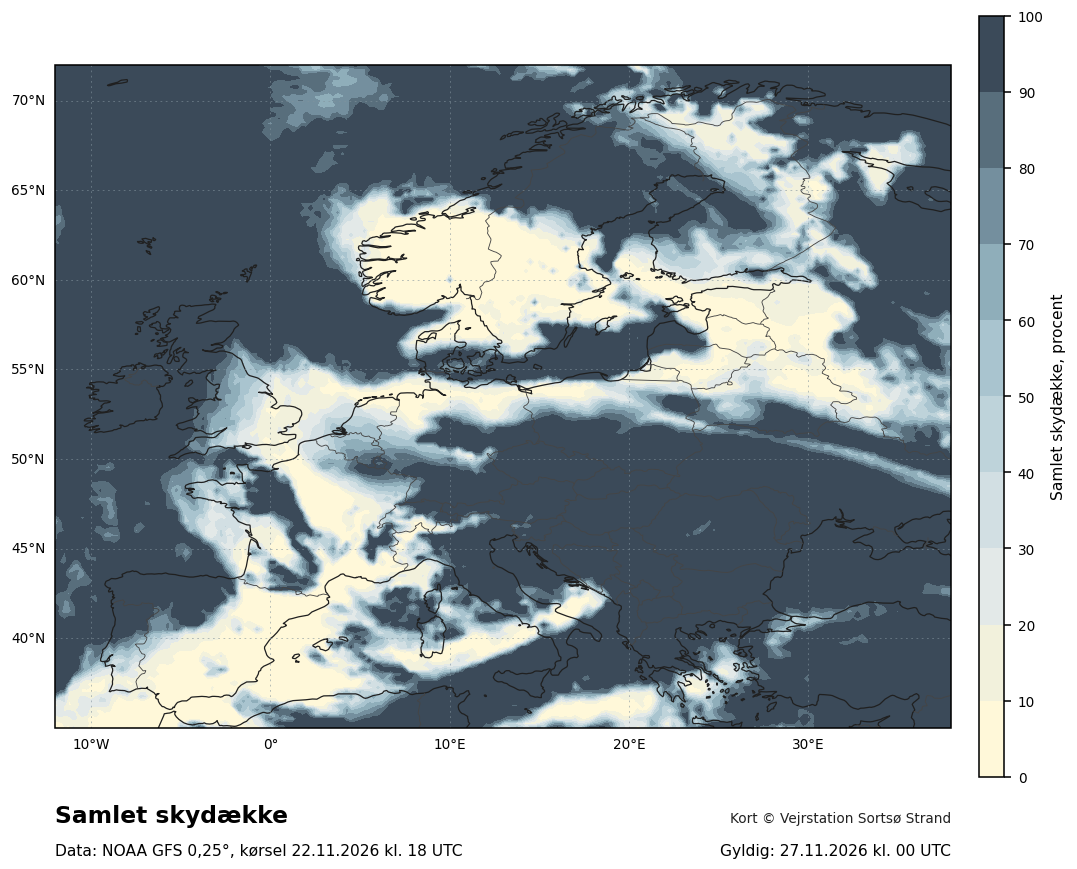 100
90
80
70
60
50
40
30
20
10
0
Samlet skydække, procent
70°N
65°N
60°N
55°N
50°N
45°N
40°N
10°W
0°
10°E
20°E
30°E
Samlet skydække
Kort © Vejrstation Sortsø Strand
Data: NOAA GFS 0,25°, kørsel 22.11.2026 kl. 18 UTC
Gyldig: 27.11.2026 kl. 00 UTC